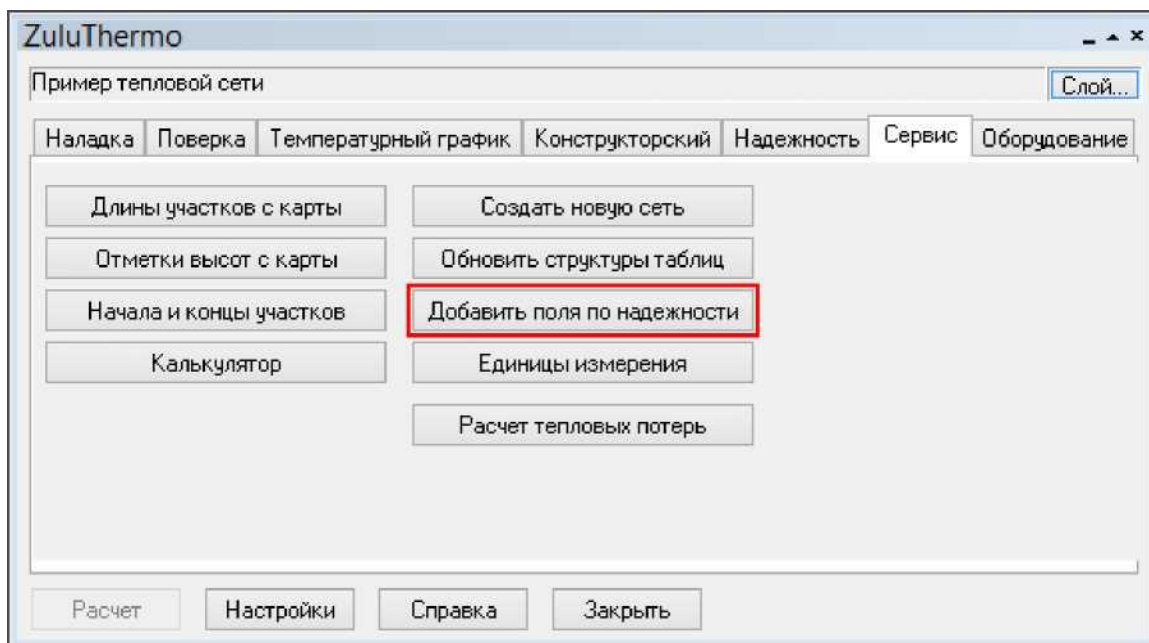 ZuluThermo
Пример тепловой сети Слой...
Наладка Поверка Температурный график Конструкторский Надежность Сервис Оборудование
Длины участков с карты Создать новую сеть
Отметки высот с карты Обновить структуры таблиц
Начала и концы участков Добавить поля по надежности
Калькулятор Единицы измерения
Расчет тепловых потерь
Расчет Настройки Справка Закрыть